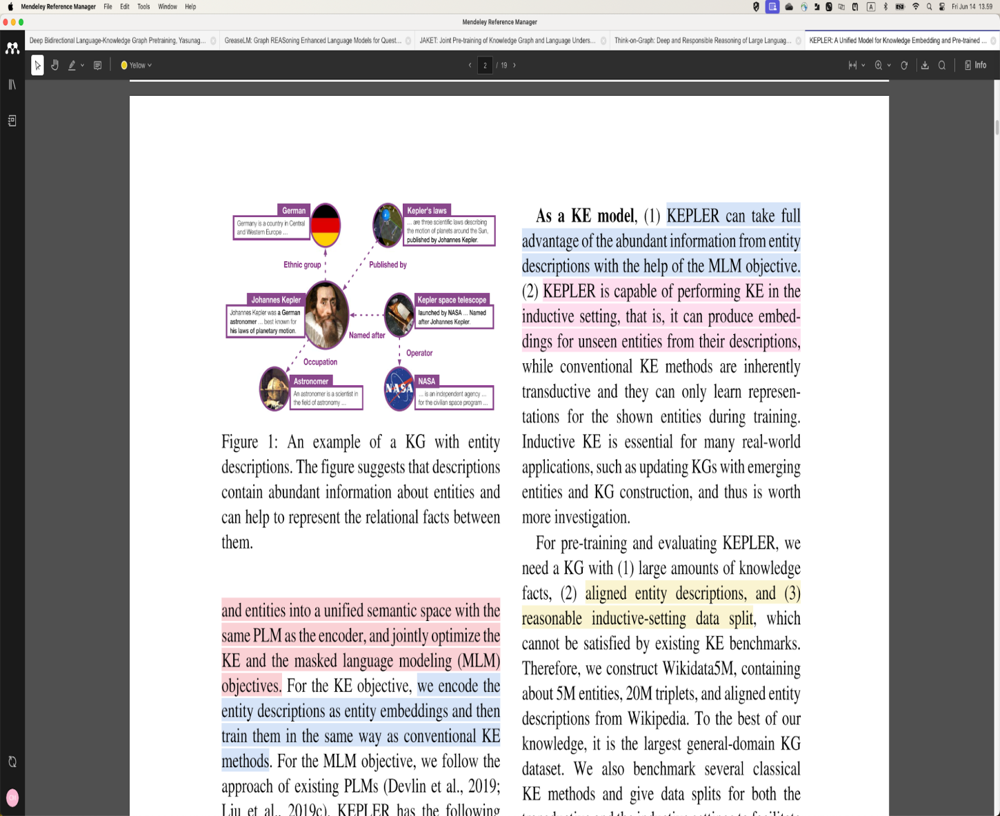 Mendeley Reference Manager File Edit Tools Window Help
A
Fri Jun 14 13.59
Mendeley Reference Manager
Deep Bidirectional Language-Knowledge Graph Pretraining, Yasunag...
GreaseLM: Graph REASoning Enhanced Language Models for Quest...
JAKET: Joint Pre-training of Knowledge Graph and Language Unders...
Think-on-Graph: Deep and Responsible Reasoning of Large Languag...
KEPLER: A Unified Model for Knowledge Embedding and Pre-trained ...
Yellow
2 / 19
Info
German
Germany is a country in Central
and Western Europe ...
Kepler's laws
... are three scientific laws describing
the motion of planets around the Sun,
published by Johannes Kepler.
Ethnic group
Published by
Johannes Kepler
Johannes Kepler was a German
astronomer ... best known for
his laws of planetary motion.
Kepler space telescope
launched by NASA ... Named
after Johannes Kepler.
Named after
Occupation
Operator
Astronomer
An astronomer is a scientist in
the field of astronomy ...
NASA
NASA
... is an independent agency ...
for the civilian space program ...
Figure 1: An example of a KG with entity
descriptions. The figure suggests that descriptions
contain abundant information about entities and
can help to represent the relational facts between
them.
and entities into a unified semantic space with the
same PLM as the encoder, and jointly optimize the
KE and the masked language modeling (MLM)
objectives. For the KE objective, we encode the
entity descriptions as entity embeddings and then
train them in the same way as conventional KE
methods. For the MLM objective, we follow the
approach of existing PLMs (Devlin et al., 2019;
Liu et al., 2019c). KEPLER has the following
As a KE model, (1) KEPLER can take full
advantage of the abundant information from entity
descriptions with the help of the MLM objective.
(2) KEPLER is capable of performing KE in the
inductive setting, that is, it can produce embed-
dings for unseen entities from their descriptions,
while conventional KE methods are inherently
transductive and they can only learn represen-
tations for the shown entities during training.
Inductive KE is essential for many real-world
applications, such as updating KGs with emerging
entities and KG construction, and thus is worth
more investigation.
For pre-training and evaluating KEPLER, we
need a KG with (1) large amounts of knowledge
facts, (2) aligned entity descriptions, and (3)
reasonable inductive-setting data split, which
cannot be satisfied by existing KE benchmarks.
Therefore, we construct Wikidata5M, containing
about 5M entities, 20M triplets, and aligned entity
descriptions from Wikipedia. To the best of our
knowledge, it is the largest general-domain KG
dataset. We also benchmark several classical
KE methods and give data splits for both the
CM